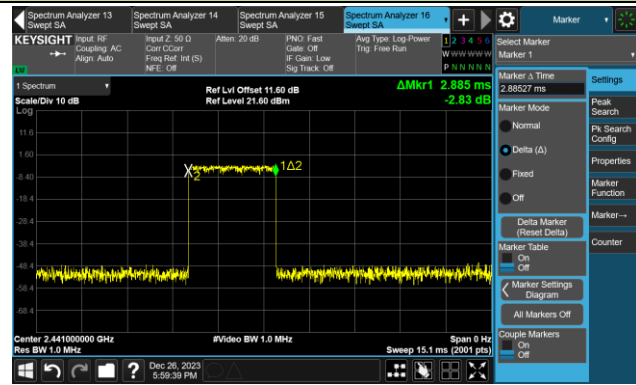 Spectrum Analyzer 13
Swept SA
Spectrum Analyzer 14
Swept SA
Spectrum Analyzer 15
Swept SA
Spectrum Analyzer 16
Swept SA
Marker
KEYSIGHT
Input: RF
Coupling: AC
Align: Auto
Input Z: 50 Ω
Corr CCorr
Freq Ref: Int (S)
NFE: Off
Atten: 20 dB
PNO: Fast
Gate: Off
IF Gain: Low
Sig Track: Off
Avg Type: Log-Power
Trig: Free Run
1 2 3 4 5 6
W W W W W W
P N N N N N
Select Marker
Marker 1
1 Spectrum
Ref Lvl Offset 11.60 dB
ΔMkr1 2.885 ms
Scale/Div 10 dB
Ref Level 21.60 dBm
-2.83 dB
Log
11.6
1.60
-8.40
-18.4
-28.4
-38.4
-48.4
-58.4
-68.4
X2
1Δ2
Center 2.441000000 GHz
#Video BW 1.0 MHz
Span 0 Hz
Res BW 1.0 MHz
Sweep 15.1 ms (2001 pts)
Marker Δ Time
2.88527 ms
Marker Mode
Normal
Delta (Δ)
Fixed
Off
Delta Marker
(Reset Delta)
Marker Table
On
Off
Marker Settings
Diagram
All Markers Off
Couple Markers
On
Off
Settings
Peak
Search
Pk Search
Config
Properties
Marker
Function
Marker→
Counter
?
Dec 26, 2023
5:59:39 PM